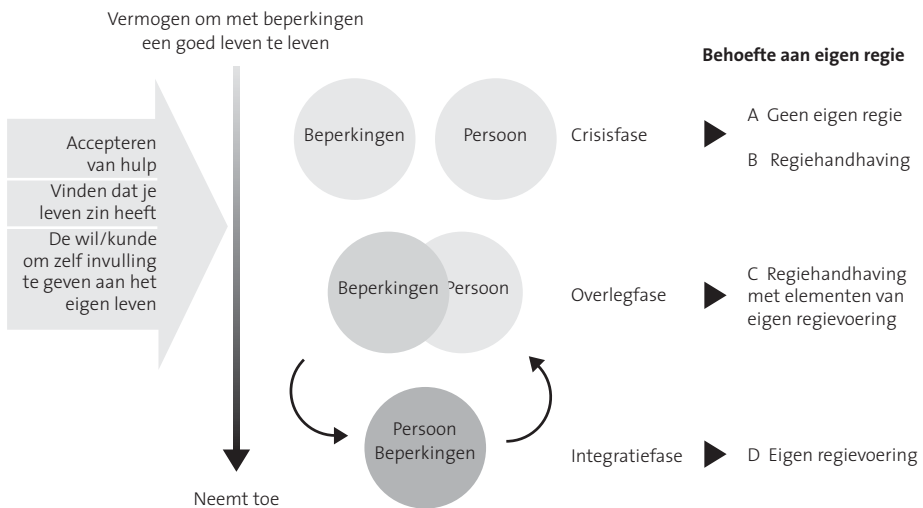 Vermogen om met beperkingen
een goed leven te leven
Behoefte aan eigen regie
Accepteren
van hulp
Vinden dat je
leven zin heeft
De wil/kunde
om zelf invulling
te geven aan het
eigen leven
Beperkingen
Persoon
Crisisfase
A Geen eigen regie
B Regiehandhaving
Beperkingen
Persoon
Overlegfase
C Regiehandhaving
met elementen van
eigen regievoering
Persoon
Beperkingen
Integratiefase
D Eigen regievoering
Neemt toe